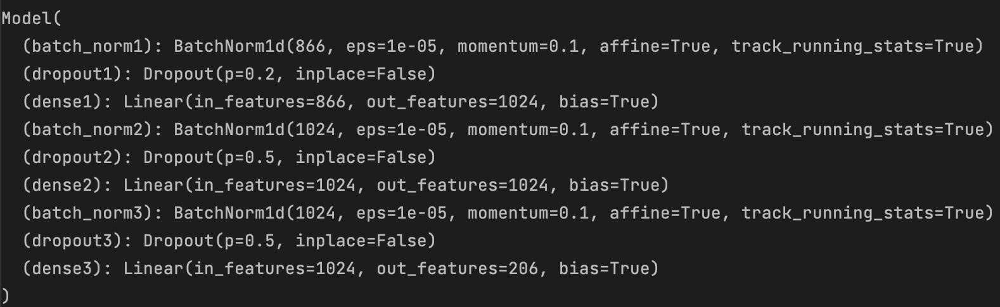 Model(
  (batch_norm1): BatchNorm1d(866, eps=1e-05, momentum=0.1, affine=True, track_running_stats=True)
  (dropout1): Dropout(p=0.2, inplace=False)
  (dense1): Linear(in_features=866, out_features=1024, bias=True)
  (batch_norm2): BatchNorm1d(1024, eps=1e-05, momentum=0.1, affine=True, track_running_stats=True)
  (dropout2): Dropout(p=0.5, inplace=False)
  (dense2): Linear(in_features=1024, out_features=1024, bias=True)
  (batch_norm3): BatchNorm1d(1024, eps=1e-05, momentum=0.1, affine=True, track_running_stats=True)
  (dropout3): Dropout(p=0.5, inplace=False)
  (dense3): Linear(in_features=1024, out_features=206, bias=True)
)